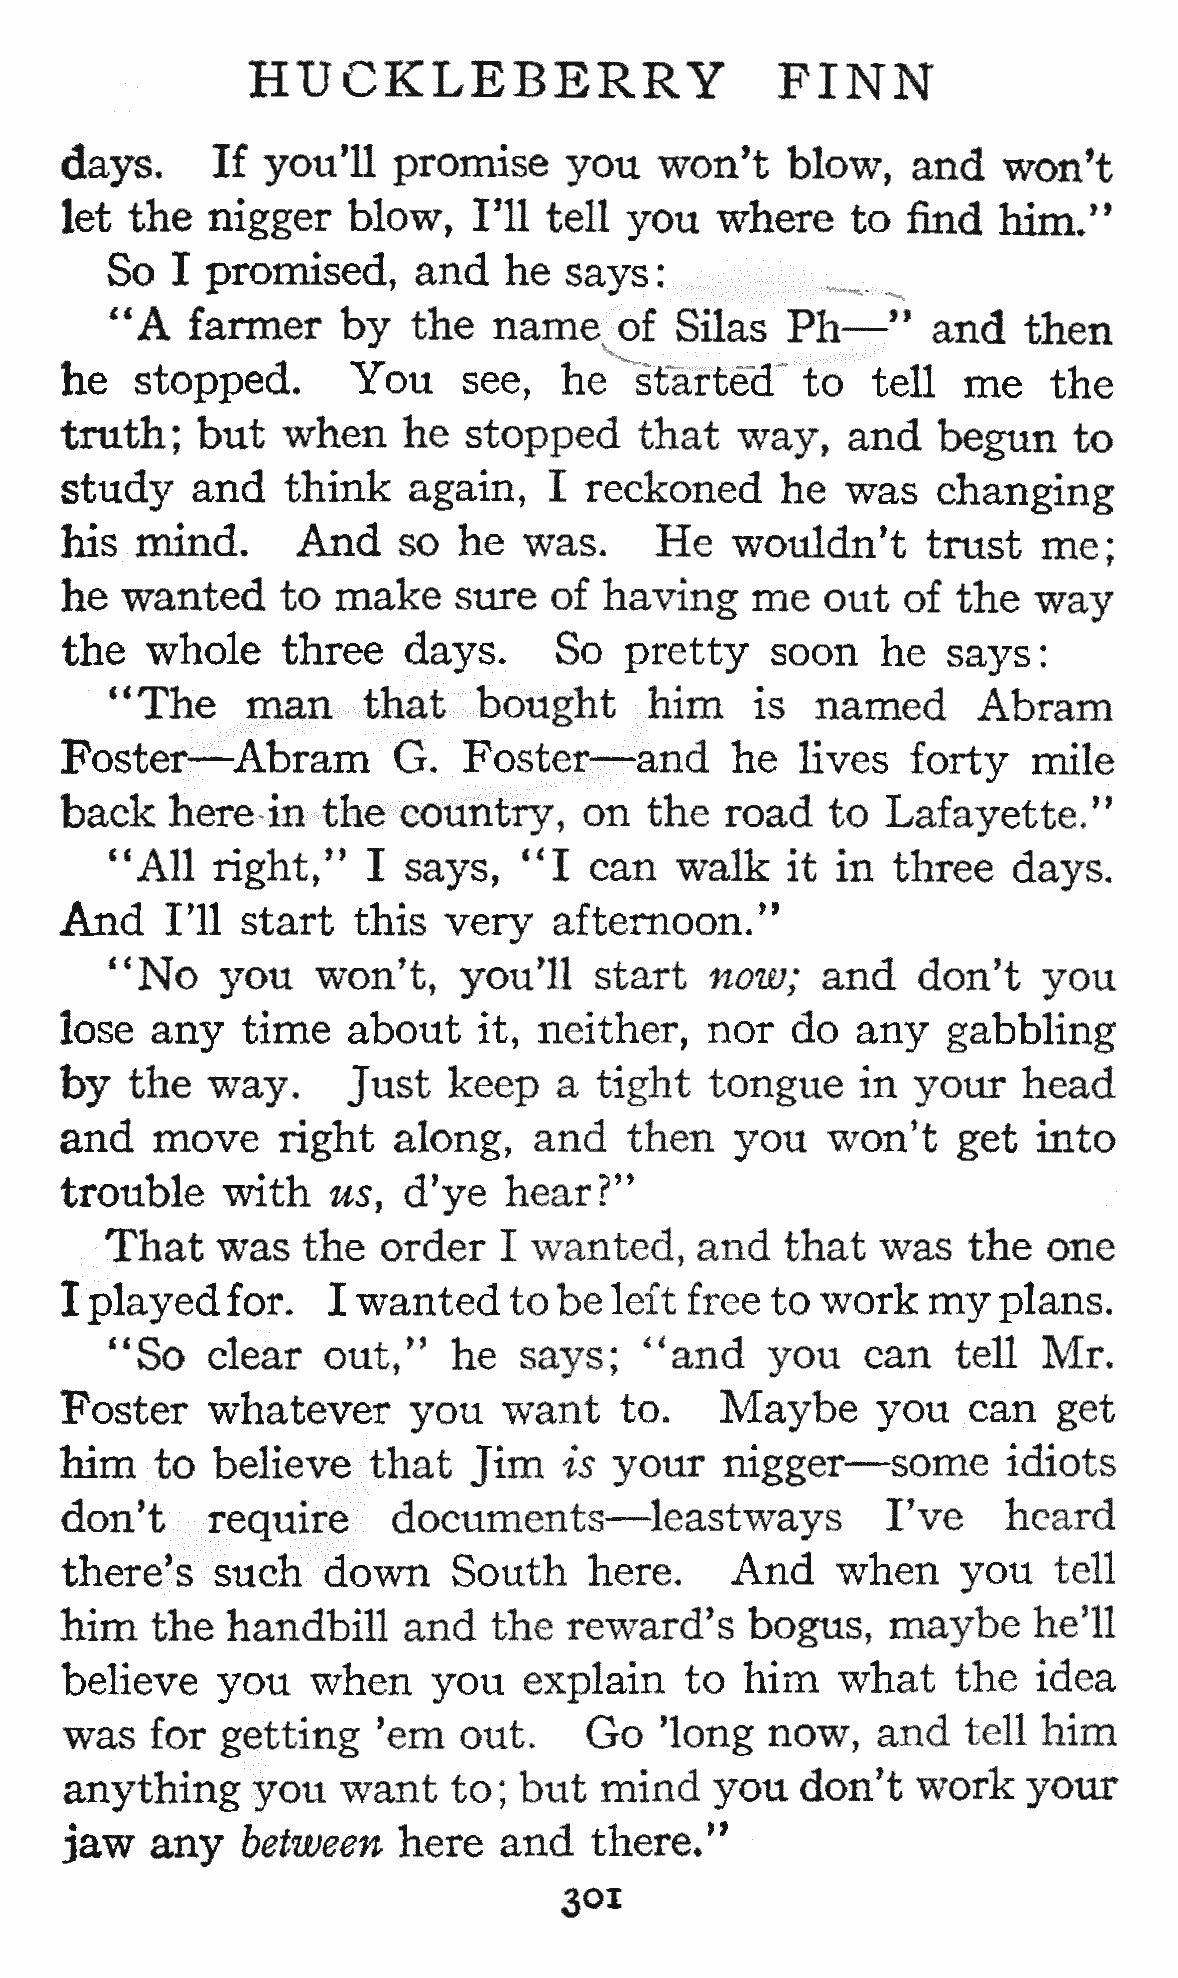 HUCKLEBERRY FINN
days. If you'll promise you won't blow, and won't
let the nigger blow, I'll tell you where to find him."
So I promised, and he says:
"A farmer by the name of Silas Ph—" and then
he stopped. You see, he started to tell me the
truth; but when he stopped that way, and begun to
study and think again, I reckoned he was changing
his mind. And so he was. He wouldn't trust me;
he wanted to make sure of having me out of the way
the whole three days. So pretty soon he says:
"The man that bought him is named Abram
Foster—Abram G. Foster—and he lives forty mile
back here in the country, on the road to Lafayette."
"All right," I says, "I can walk it in three days.
And I'll start this very afternoon."
"No you won't, you'll start now; and don't you
lose any time about it, neither, nor do any gabbling
by the way. Just keep a tight tongue in your head
and move right along, and then you won't get into
trouble with us, d'ye hear?"
That was the order I wanted, and that was the one
I played for. I wanted to be left free to work my plans.
"So clear out," he says; "and you can tell Mr.
Foster whatever you want to. Maybe you can get
him to believe that Jim is your nigger—some idiots
don't require documents—leastways I've heard
there's such down South here. And when you tell
him the handbill and the reward's bogus, maybe he'll
believe you when you explain to him what the idea
was for getting 'em out. Go 'long now, and tell him
anything you want to; but mind you don't work your
jaw any between here and there."
301